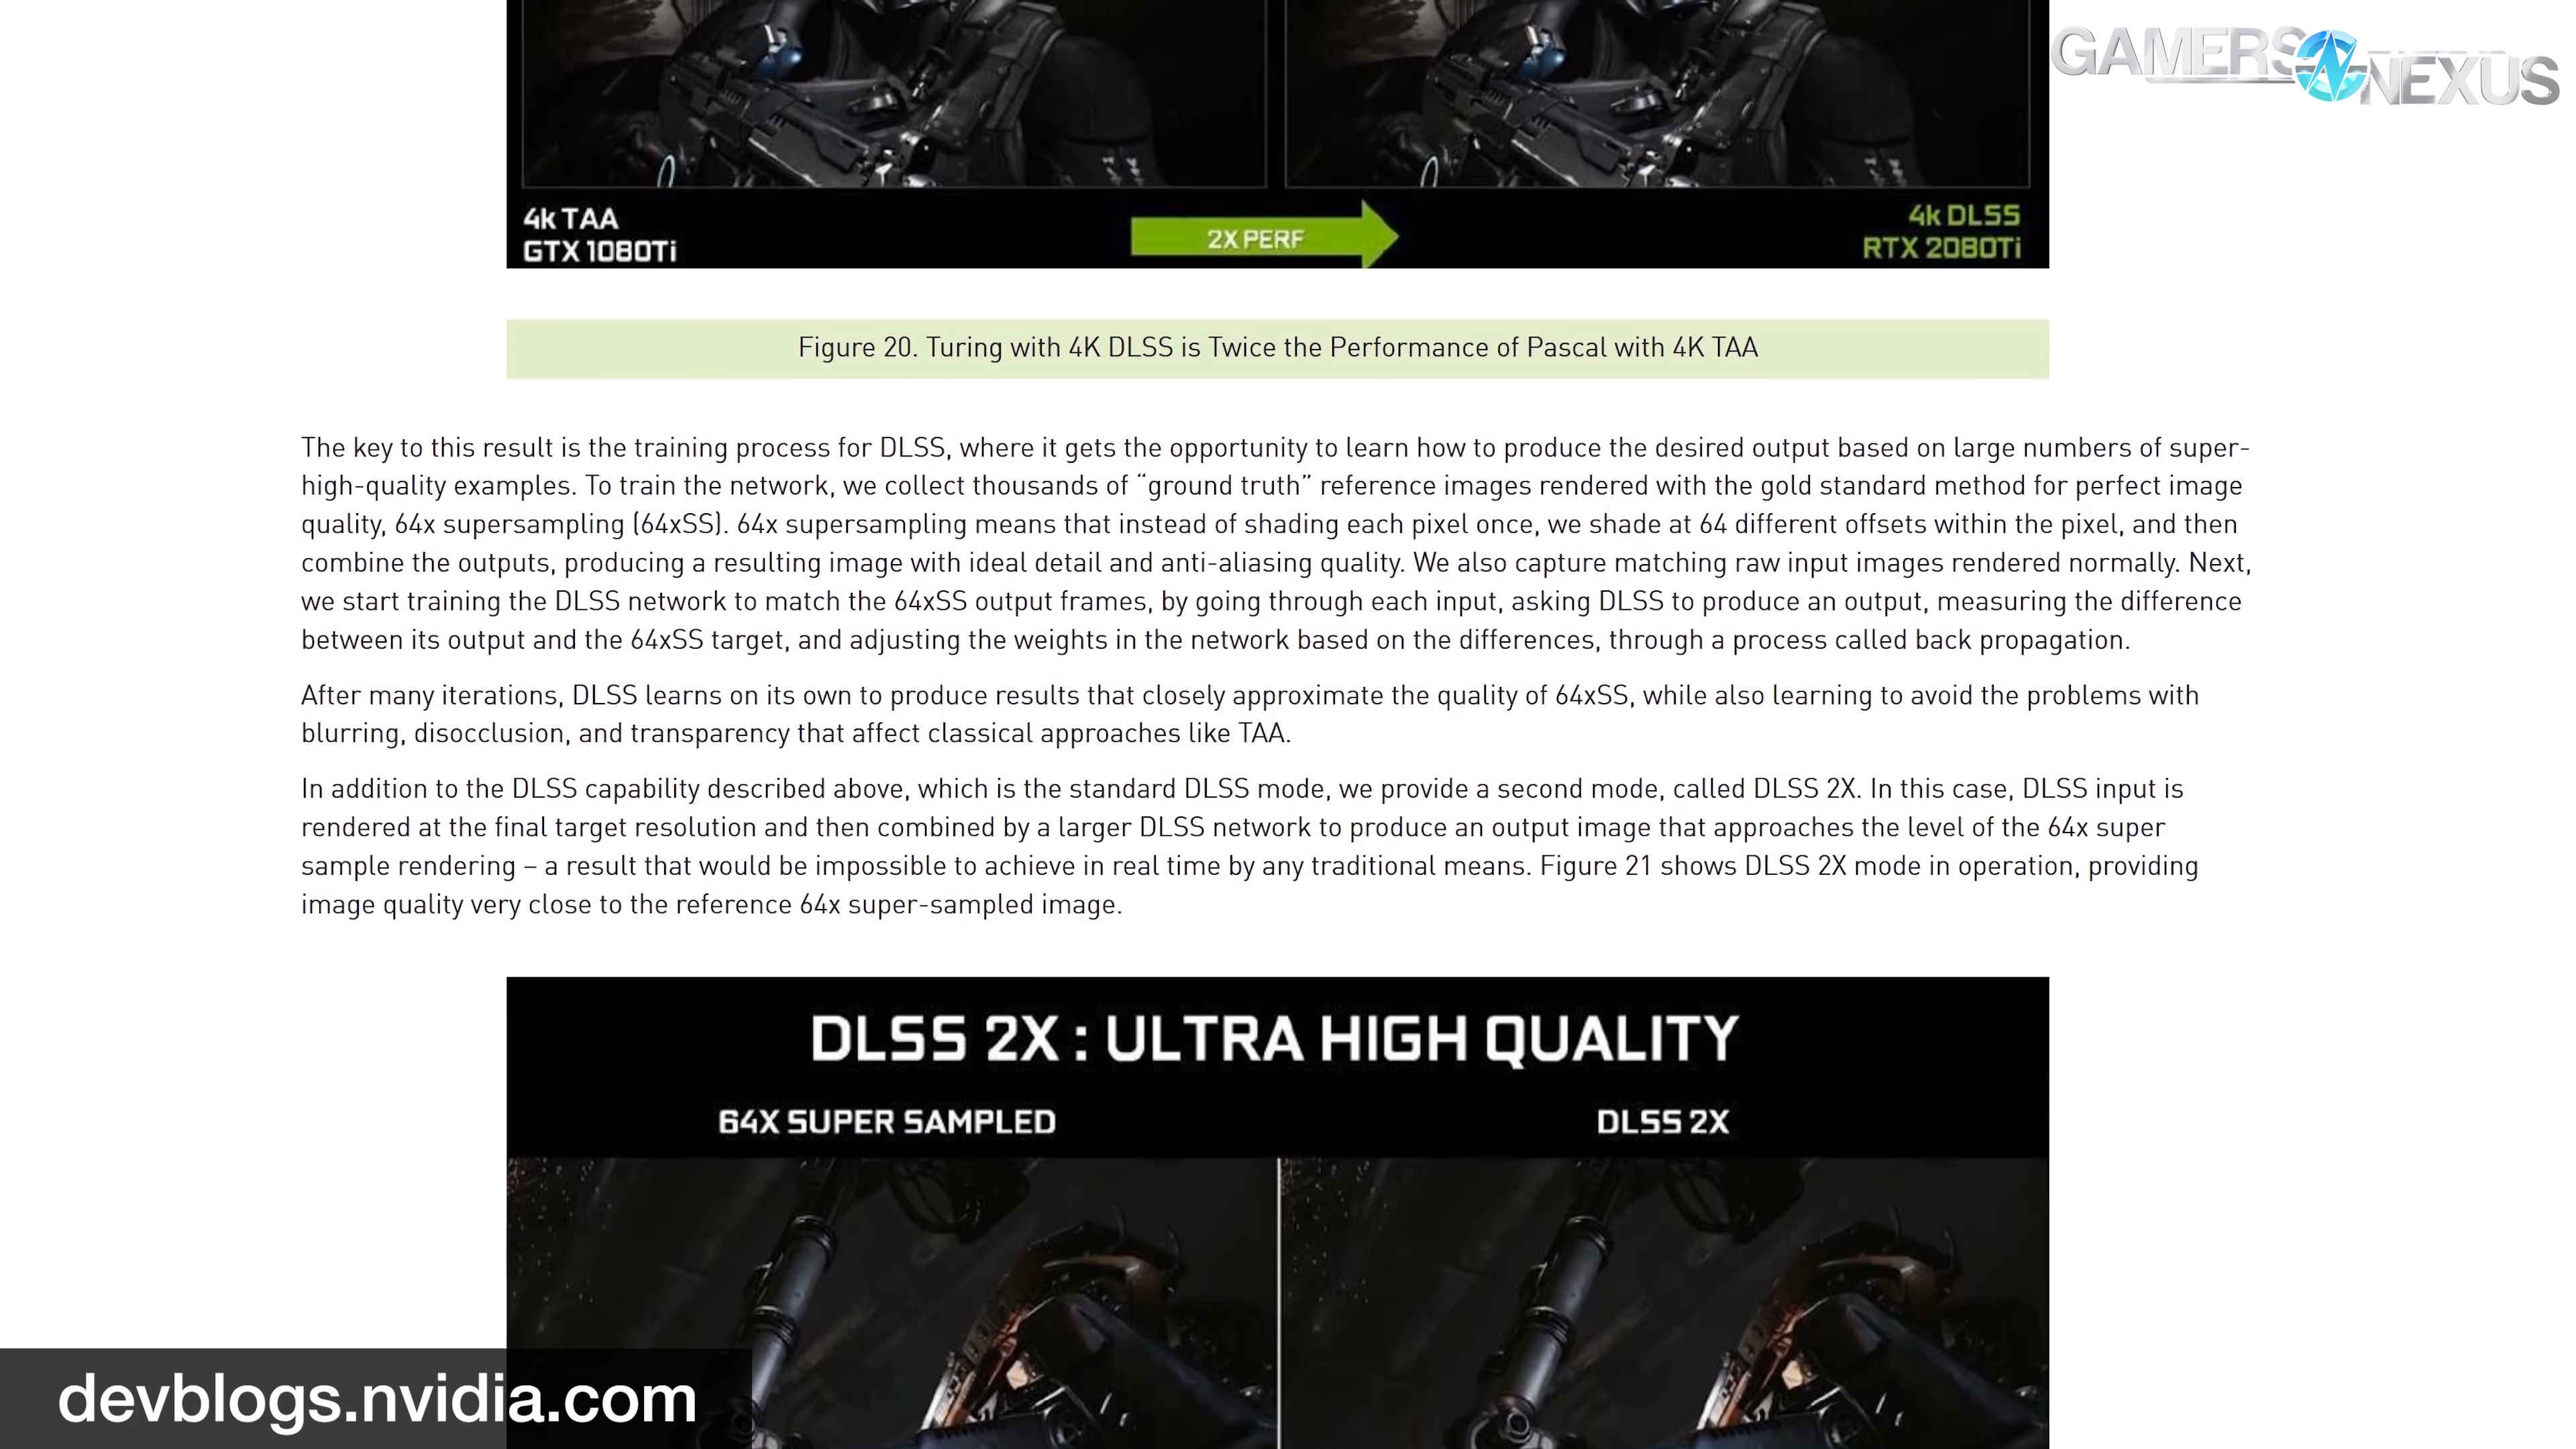 GAMERS NEXUS
4k TAA
GTX 1080Ti
2X PERF
4k DLSS
RTX 2080Ti
Figure 20. Turing with 4K DLSS is Twice the Performance of Pascal with 4K TAA
The key to this result is the training process for DLSS, where it gets the opportunity to learn how to produce the desired output based on large numbers of super-
high-quality examples. To train the network, we collect thousands of “ground truth” reference images rendered with the gold standard method for perfect image
quality, 64x supersampling (64xSS). 64x supersampling means that instead of shading each pixel once, we shade at 64 different offsets within the pixel, and then
combine the outputs, producing a resulting image with ideal detail and anti-aliasing quality. We also capture matching raw input images rendered normally. Next,
we start training the DLSS network to match the 64xSS output frames, by going through each input, asking DLSS to produce an output, measuring the difference
between its output and the 64xSS target, and adjusting the weights in the network based on the differences, through a process called back propagation.
After many iterations, DLSS learns on its own to produce results that closely approximate the quality of 64xSS, while also learning to avoid the problems with
blurring, disocclusion, and transparency that affect classical approaches like TAA.
In addition to the DLSS capability described above, which is the standard DLSS mode, we provide a second mode, called DLSS 2X. In this case, DLSS input is
rendered at the final target resolution and then combined by a larger DLSS network to produce an output image that approaches the level of the 64x super
sample rendering – a result that would be impossible to achieve in real time by any traditional means. Figure 21 shows DLSS 2X mode in operation, providing
image quality very close to the reference 64x super-sampled image.
DLSS 2X : ULTRA HIGH QUALITY
64X SUPER SAMPLED
DLSS 2X
devblogs.nvidia.com